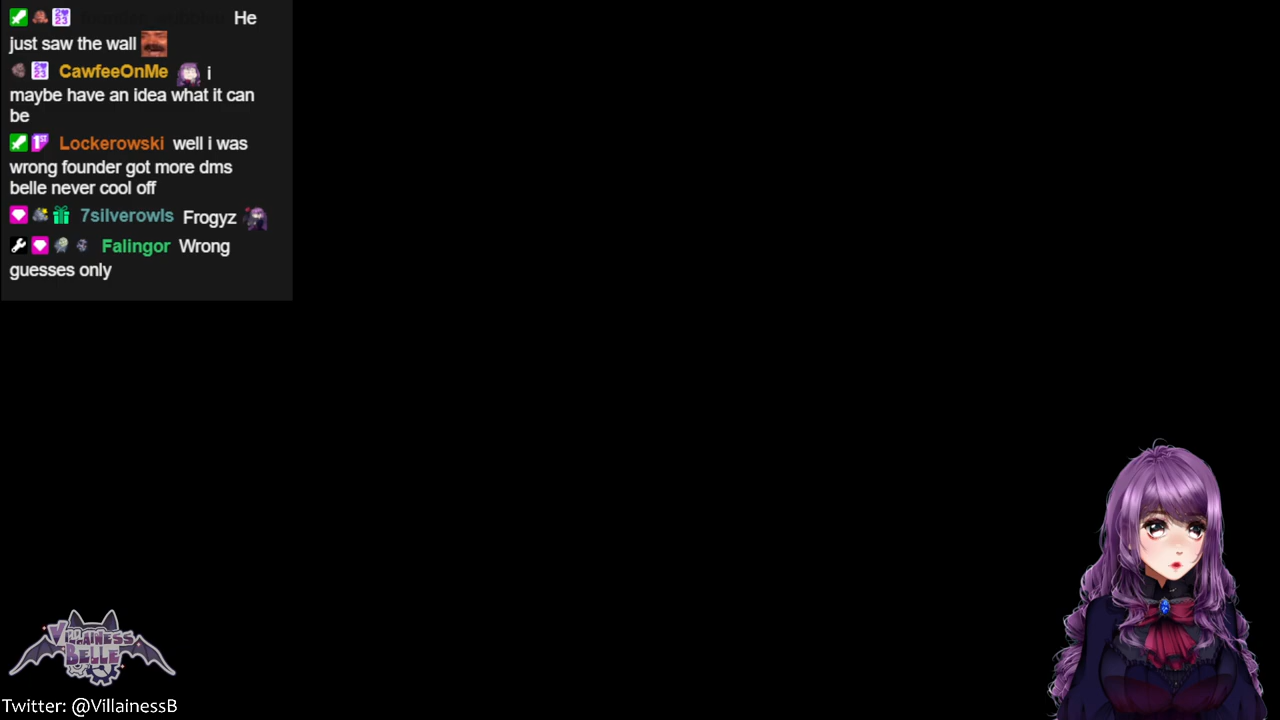 He
just saw the wall
CawfeeOnMe i
maybe have an idea what it can
be
Lockerowski well i was
wrong founder got more dms
belle never cool off
7silverowls Frogyz
Falingor Wrong
guesses only
VILLAINESS
BELLE
Twitter: @VillainessB